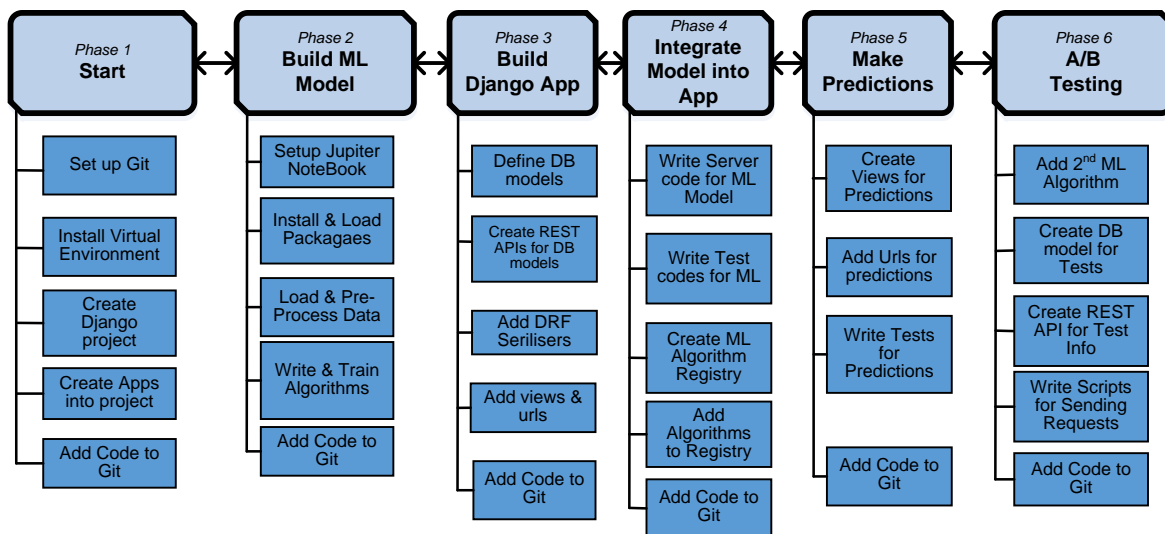 Phase 1
Start
Set up Git
Install Virtual
Environment
Create
Django
project
Create Apps
into project
Add Code to
Git
Phase 2
Build ML
Model
Setup Jupiter
NoteBook
Install & Load
Packagaes
Load & Pre-
Process Data
Write & Train
Algorithms
Add Code to
Git
Phase 3
Build
Django App
Define DB
models
Create REST
APIs for DB
models
Add DRF
Serilisers
Add views &
urls
Add Code to
Git
Phase 4
Integrate
Model into
App
Write Server
code for ML
Model
Write Test
codes for ML
Create ML
Algorithm
Registry
Add
Algorithms
to Registry
Add Code to
Git
Phase 5
Make
Predictions
Create
Views for
Predictions
Add Urls for
predictions
Write Tests
for
Predictions
Add Code to
Git
Phase 6
A/B
Testing
Add 2nd ML
Algorithm
Create DB
model for
Tests
Create REST
API for Test
Info
Write Scripts
for Sending
Requests
Add Code to
Git